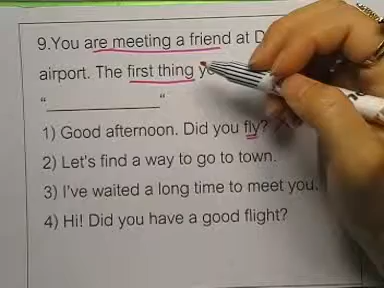 9.You are meeting a friend at D
airport. The first thing
"__________"
1) Good afternoon. Did you fly?
2) Let's find a way to go to town.
3) I've waited a long time to meet you.
4) Hi! Did you have a good flight?